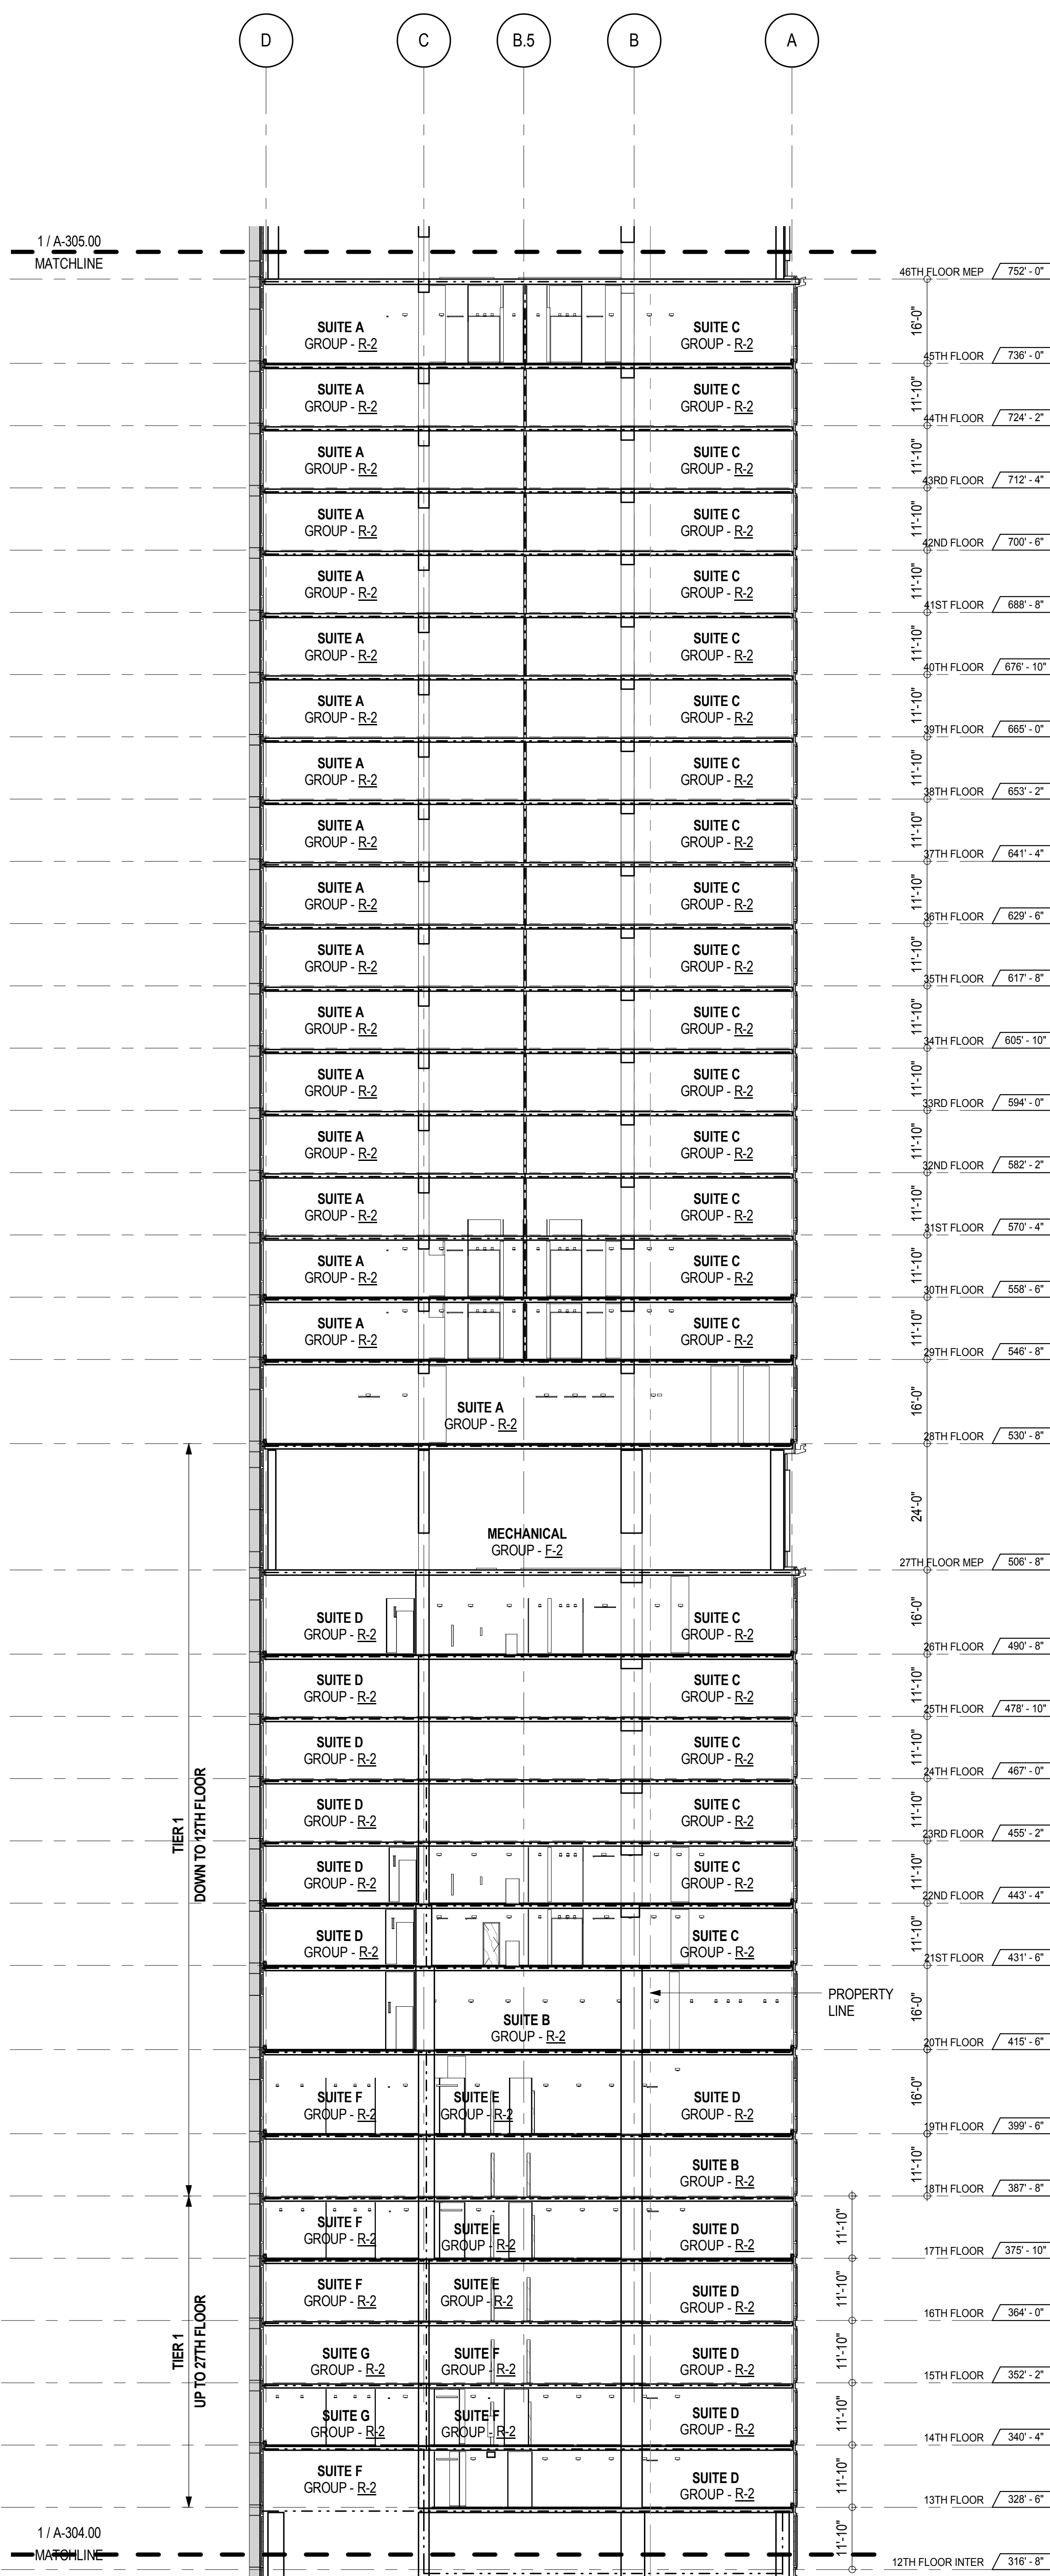 D
C
B.5
B
A
1 / A-305.00
MATCHLINE
46TH FLOOR MEP
752' - 0"
16'-0"
SUITE A
GROUP - R-2
SUITE C
GROUP - R-2
45TH FLOOR
736' - 0"
11'-10"
SUITE A
GROUP - R-2
SUITE C
GROUP - R-2
44TH FLOOR
724' - 2"
11'-10"
SUITE A
GROUP - R-2
SUITE C
GROUP - R-2
43RD FLOOR
712' - 4"
11'-10"
SUITE A
GROUP - R-2
SUITE C
GROUP - R-2
42ND FLOOR
700' - 6"
11'-10"
SUITE A
GROUP - R-2
SUITE C
GROUP - R-2
41ST FLOOR
688' - 8"
11'-10"
SUITE A
GROUP - R-2
SUITE C
GROUP - R-2
40TH FLOOR
676' - 10"
11'-10"
SUITE A
GROUP - R-2
SUITE C
GROUP - R-2
39TH FLOOR
665' - 0"
11'-10"
SUITE A
GROUP - R-2
SUITE C
GROUP - R-2
38TH FLOOR
653' - 2"
11'-10"
SUITE A
GROUP - R-2
SUITE C
GROUP - R-2
37TH FLOOR
641' - 4"
11'-10"
SUITE A
GROUP - R-2
SUITE C
GROUP - R-2
36TH FLOOR
629' - 6"
11'-10"
SUITE A
GROUP - R-2
SUITE C
GROUP - R-2
35TH FLOOR
617' - 8"
11'-10"
SUITE A
GROUP - R-2
SUITE C
GROUP - R-2
34TH FLOOR
605' - 10"
11'-10"
SUITE A
GROUP - R-2
SUITE C
GROUP - R-2
33RD FLOOR
594' - 0"
11'-10"
SUITE A
GROUP - R-2
SUITE C
GROUP - R-2
32ND FLOOR
582' - 2"
11'-10"
SUITE A
GROUP - R-2
SUITE C
GROUP - R-2
31ST FLOOR
570' - 4"
11'-10"
SUITE A
GROUP - R-2
SUITE C
GROUP - R-2
30TH FLOOR
558' - 6"
11'-10"
SUITE A
GROUP - R-2
SUITE C
GROUP - R-2
29TH FLOOR
546' - 8"
16'-0"
SUITE A
GROUP - R-2
28TH FLOOR
530' - 8"
24'-0"
MECHANICAL
GROUP - F-2
27TH FLOOR MEP
506' - 8"
16'-0"
SUITE D
GROUP - R-2
SUITE C
GROUP - R-2
26TH FLOOR
490' - 8"
11'-10"
SUITE D
GROUP - R-2
SUITE C
GROUP - R-2
25TH FLOOR
478' - 10"
11'-10"
SUITE D
GROUP - R-2
SUITE C
GROUP - R-2
24TH FLOOR
467' - 0"
11'-10"
SUITE D
GROUP - R-2
SUITE C
GROUP - R-2
23RD FLOOR
455' - 2"
TIER 1
DOWN TO 12TH FLOOR
11'-10"
SUITE D
GROUP - R-2
SUITE C
GROUP - R-2
22ND FLOOR
443' - 4"
11'-10"
SUITE D
GROUP - R-2
SUITE C
GROUP - R-2
21ST FLOOR
431' - 6"
PROPERTY
LINE
16'-0"
SUITE B
GROUP - R-2
20TH FLOOR
415' - 6"
16'-0"
SUITE F
GROUP - R-2
SUITE E
GROUP - R-2
SUITE D
GROUP - R-2
19TH FLOOR
399' - 6"
11'-10"
SUITE B
GROUP - R-2
18TH FLOOR
387' - 8"
11'-10"
SUITE F
GROUP - R-2
SUITE E
GROUP - R-2
SUITE D
GROUP - R-2
17TH FLOOR
375' - 10"
11'-10"
SUITE F
GROUP - R-2
SUITE E
GROUP - R-2
SUITE D
GROUP - R-2
16TH FLOOR
364' - 0"
TIER 1
UP TO 27TH FLOOR
11'-10"
SUITE G
GROUP - R-2
SUITE F
GROUP - R-2
SUITE D
GROUP - R-2
15TH FLOOR
352' - 2"
11'-10"
SUITE G
GROUP - R-2
SUITE F
GROUP - R-2
SUITE D
GROUP - R-2
14TH FLOOR
340' - 4"
11'-10"
SUITE F
GROUP - R-2
SUITE D
GROUP - R-2
13TH FLOOR
328' - 6"
11'-10"
1 / A-304.00
MATCHLINE
12TH FLOOR INTER
316' - 8"